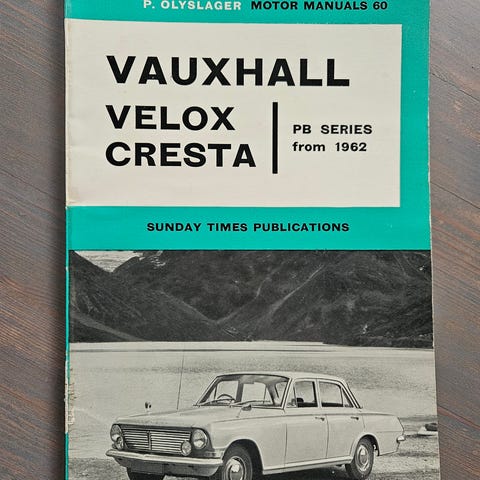 P. OLYSLAGER MOTOR MANUALS 60
VAUXHALL
VELOX
CRESTA
PB SERIES
from 1962
SUNDAY TIMES PUBLICATIONS